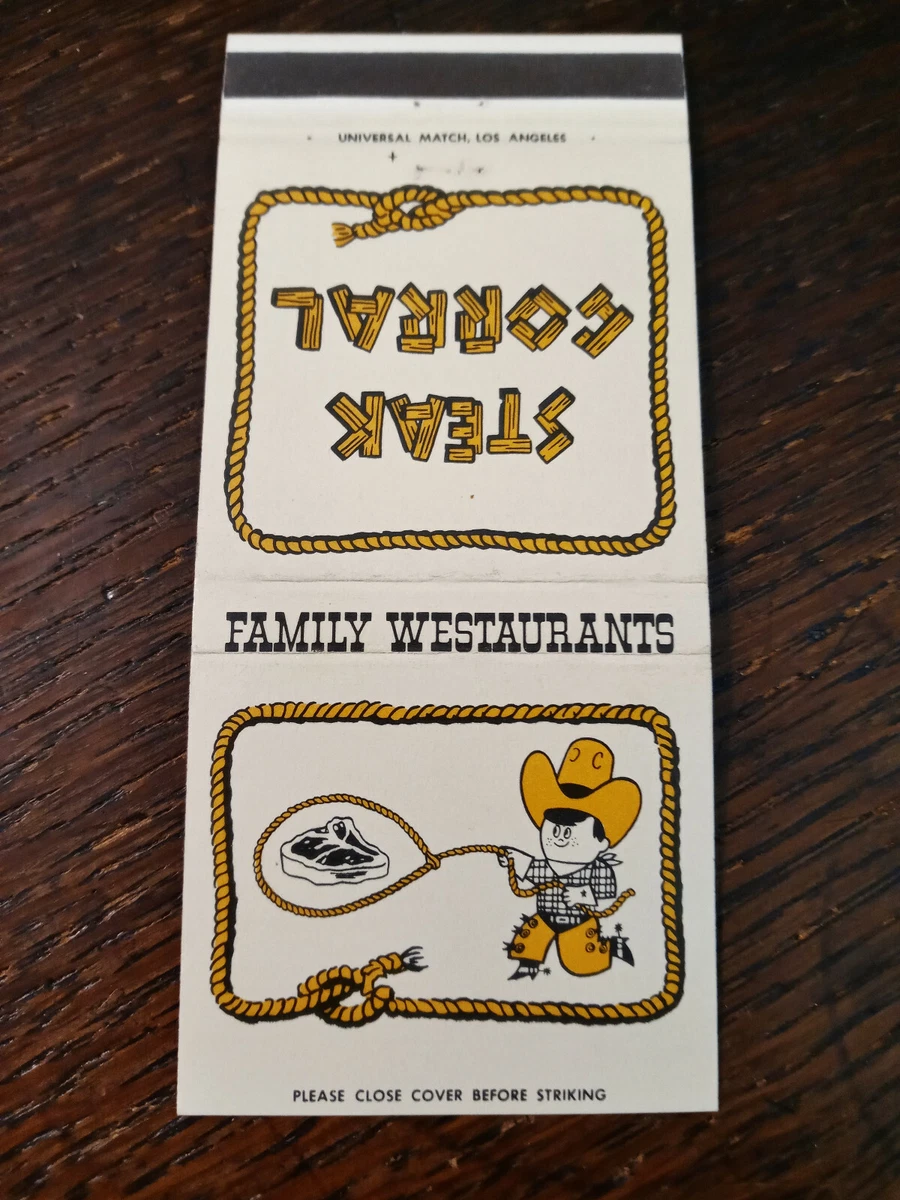 UNIVERSAL MATCH, LOS ANGELES
STEAK
CORRAL
FAMILY WESTAURANTS
PLEASE CLOSE COVER BEFORE STRIKING